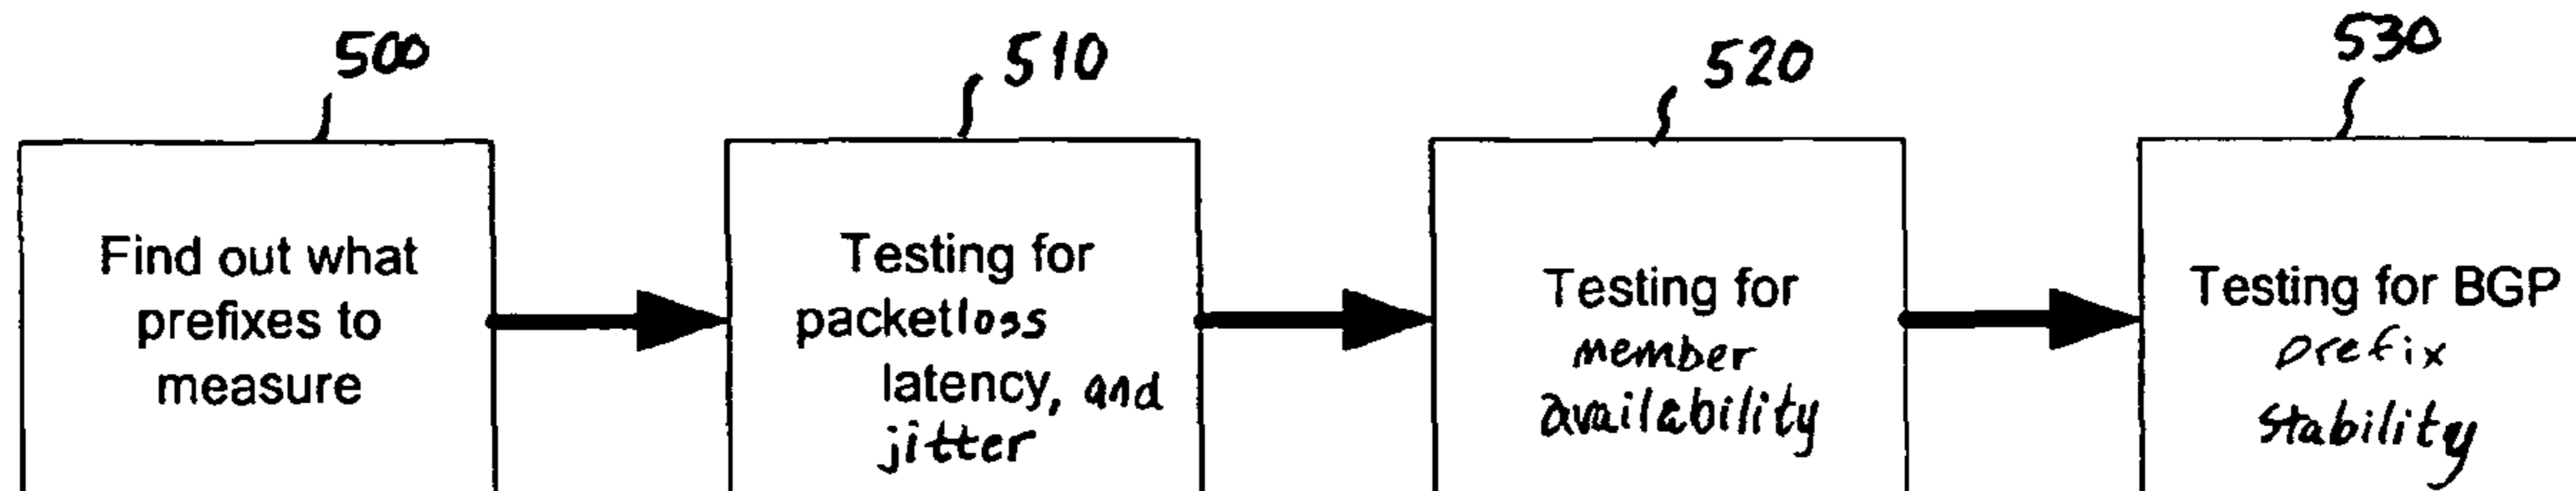 500
510
520
530
Find out what
prefixes to
measure
Testing for
packetloss
latency, and
jitter
Testing for
member
availability
Testing for BGP
prefix
stability